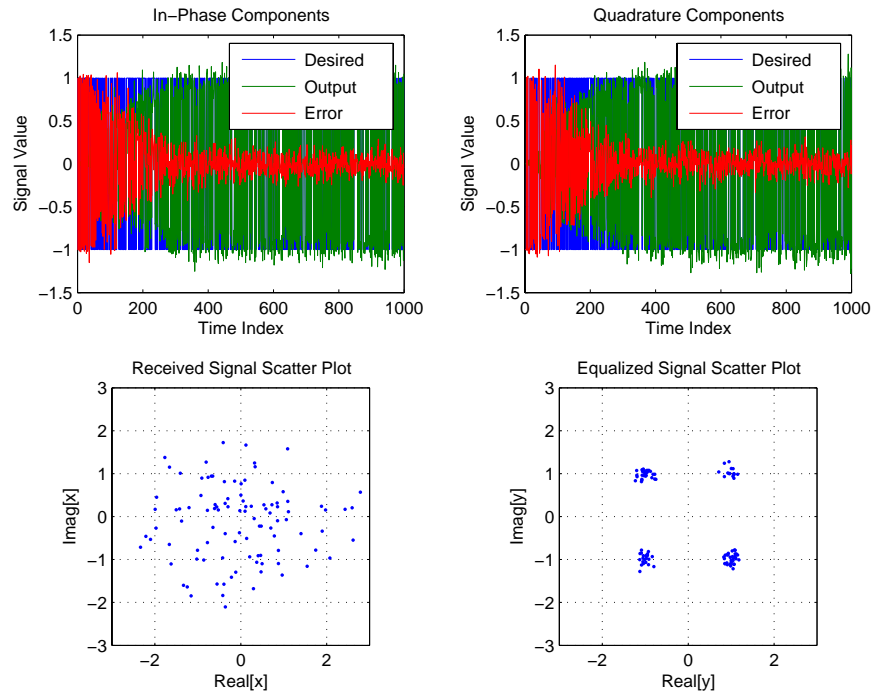 In−Phase Components
1.5
1
0.5
0
−0.5
−1
−1.5
Signal Value
0 200 400 600 800 1000
Time Index
Desired
Output
Error
Quadrature Components
1.5
1
0.5
0
−0.5
−1
−1.5
Signal Value
0 200 400 600 800 1000
Time Index
Desired
Output
Error
Received Signal Scatter Plot
3
2
1
0
−1
−2
−3
Imag[x]
−2 0 2
Real[x]
Equalized Signal Scatter Plot
3
2
1
0
−1
−2
−3
Imag[y]
−2 0 2
Real[y]